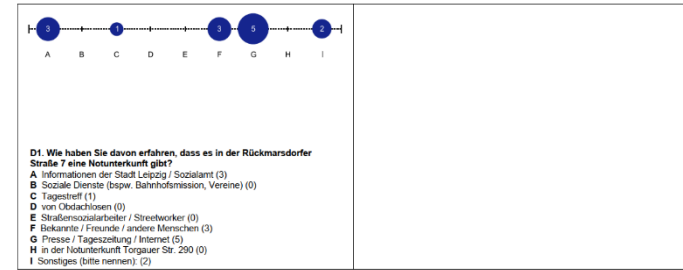 3 1 3 5 2
A B C D E F G H I
D1. Wie haben Sie davon erfahren, dass es in der Rückmarsdorfer
Straße 7 eine Notunterkunft gibt?
A Informationen der Stadt Leipzig / Sozialamt (3)
B Soziale Dienste (bspw. Bahnhofsmission, Vereine) (0)
C Tagestreff (1)
D von Obdachlosen (0)
E Straßensozialarbeiter / Streetworker (0)
F Bekannte / Freunde / andere Menschen (3)
G Presse / Tageszeitung / Internet (5)
H in der Notunterkunft Torgauer Str. 290 (0)
I Sonstiges (bitte nennen): (2)